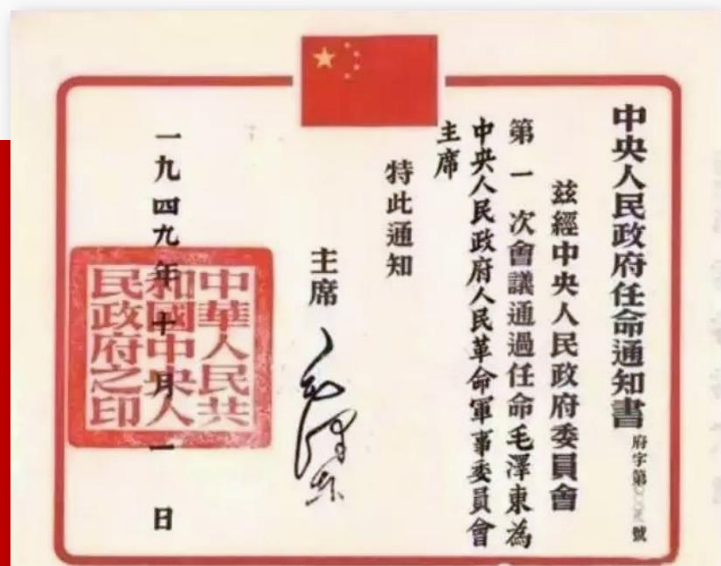 中央人民政府任命通知書
府字第號
兹經中央人民政府委員會
第一次會議通過任命毛澤東為
中央人民政府人民革命軍事委員會
主席
特此通知
主席 毛澤東
一九四九年十月一日
中華人民共
和國中央人
民政府之印